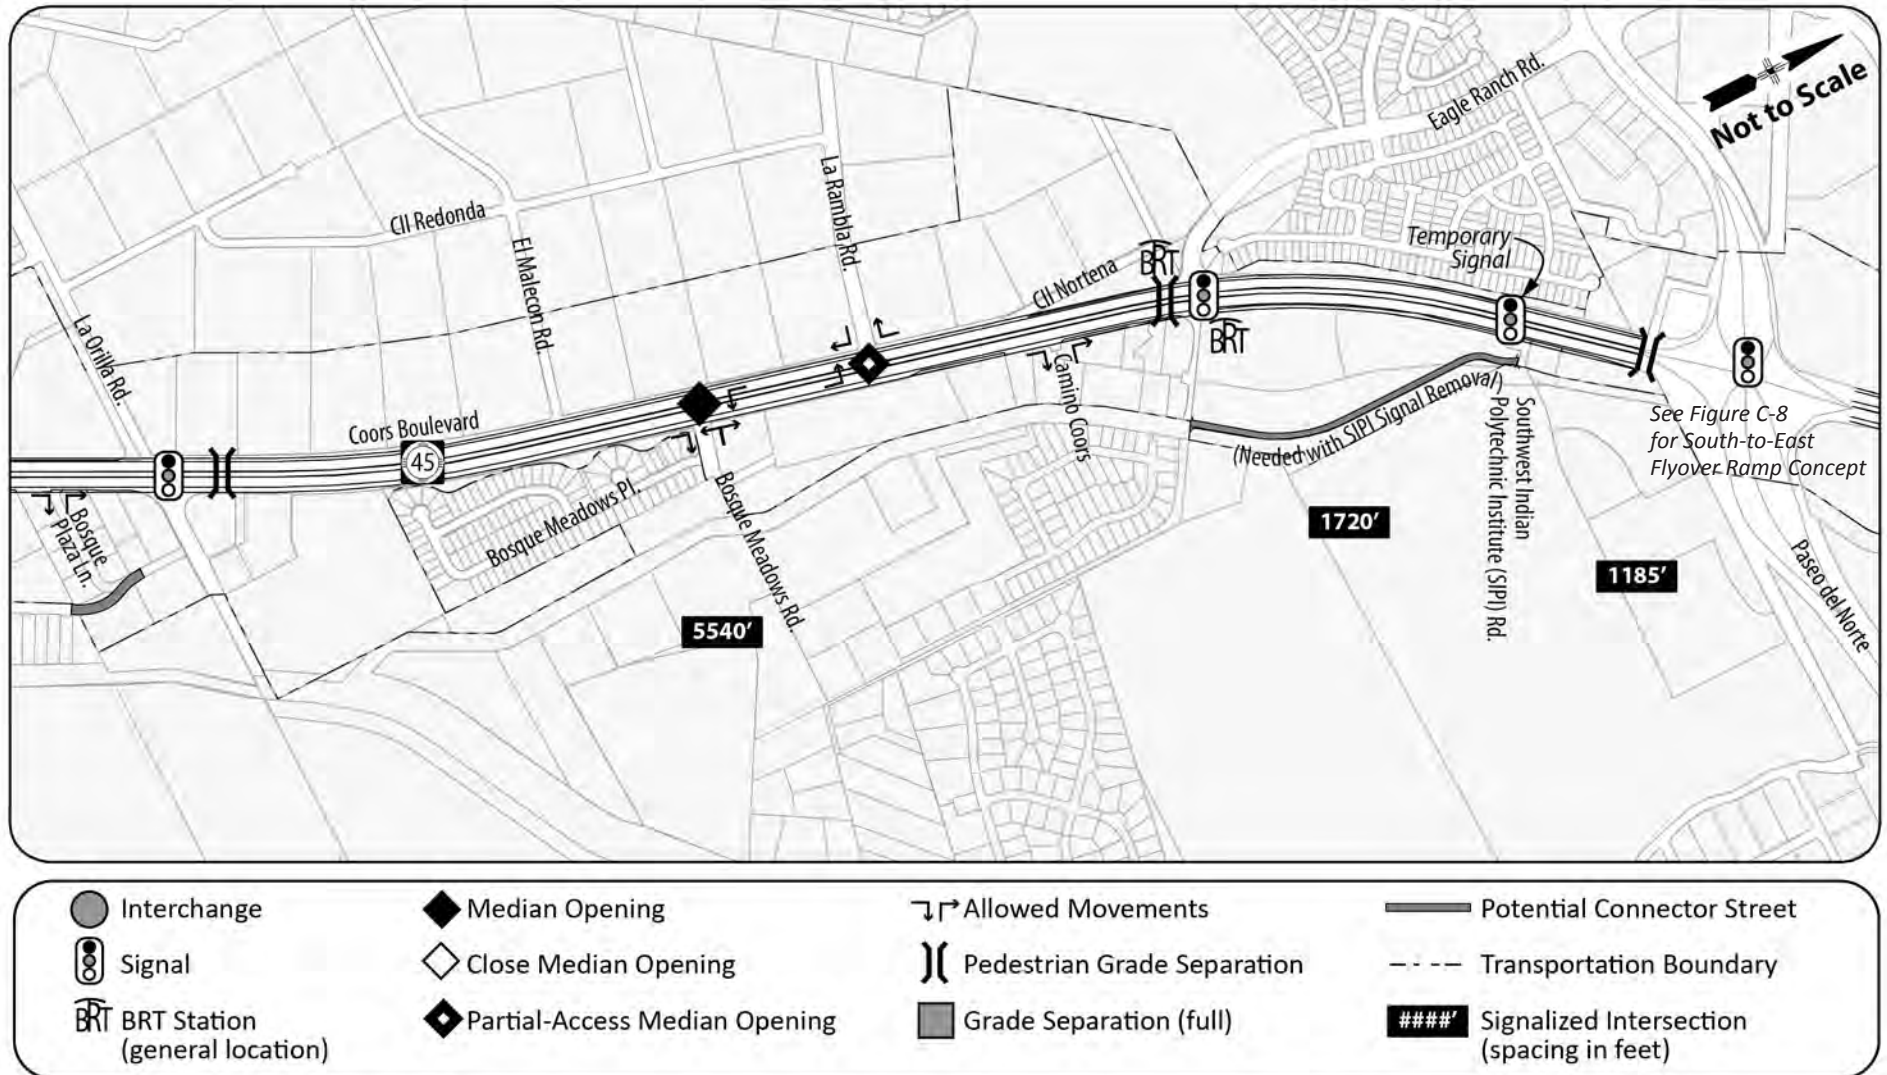 Not to Scale
Eagle Ranch Rd.
La Rambla Rd.
Cll Redonda
El Malecon Rd.
Temporary
Signal
BRT
Cll Nortena
La Orilla Rd.
BRT
Camino Coors
Coors Boulevard
45
(Needed with SIPI Signal Removal)
Southwest Indian
Polytechnic Institute (SIPI) Rd.
See Figure C-8
for South-to-East
Flyover Ramp Concept
Bosque
Plaza Ln.
Bosque Meadows Pl.
Bosque Meadows Rd.
1720’
1185’
Paseo del Norte
5540’
Interchange
Signal
BRT
BRT Station
(general location)
Median Opening
Close Median Opening
Partial-Access Median Opening
Allowed Movements
Pedestrian Grade Separation
Grade Separation (full)
Potential Connector Street
Transportation Boundary
####’
Signalized Intersection
(spacing in feet)